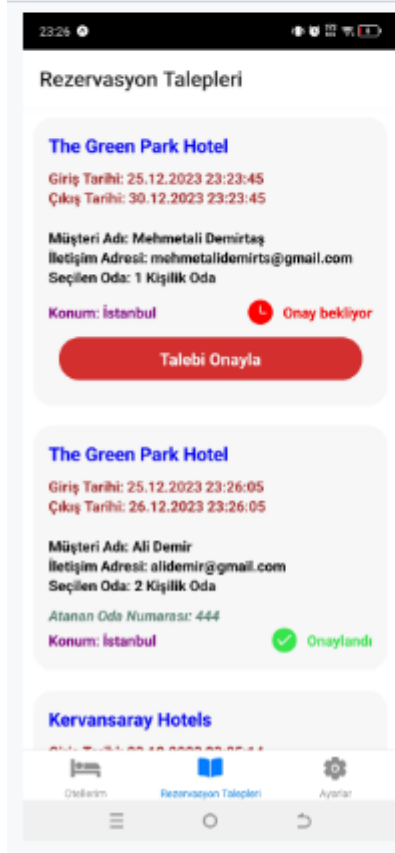 23:26
Rezervasyon Talepleri
The Green Park Hotel
Giriş Tarihi: 25.12.2023 23:23:45
Çıkış Tarihi: 30.12.2023 23:23:45
Müşteri Adı: Mehmetali Demirtaş
İletişim Adresi: mehmetalidemirts@gmail.com
Seçilen Oda: 1 Kişilik Oda
Konum: İstanbul
Onay bekliyor
Talebi Onayla
The Green Park Hotel
Giriş Tarihi: 25.12.2023 23:26:05
Çıkış Tarihi: 26.12.2023 23:26:05
Müşteri Adı: Ali Demir
İletişim Adresi: alidemir@gmail.com
Seçilen Oda: 2 Kişilik Oda
Atanan Oda Numarası: 444
Konum: İstanbul
Onaylandı
Kervansaray Hotels
Otellerim
Rezervasyon Talepleri
Ayarlar